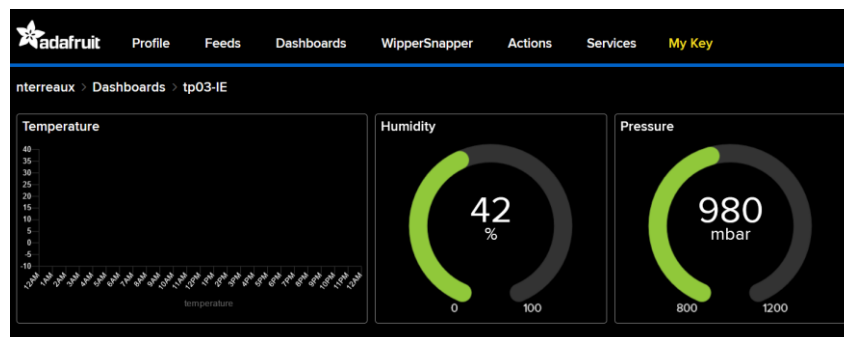 adafruit Profile Feeds Dashboards WipperSnapper Actions Services My Key
nterreaux > Dashboards > tp03-IE
Temperature
40
35
30
25
20
15
10
5
0
-5
-10
12AM 1AM 2AM 3AM 4AM 5AM 6AM 7AM 8AM 9AM 10AM 11AM 12PM 1PM 2PM 3PM 4PM 5PM 6PM 7PM 8PM 9PM 10PM 11PM 12AM
temperature
Humidity
42
%
0 100
Pressure
980
mbar
800 1200